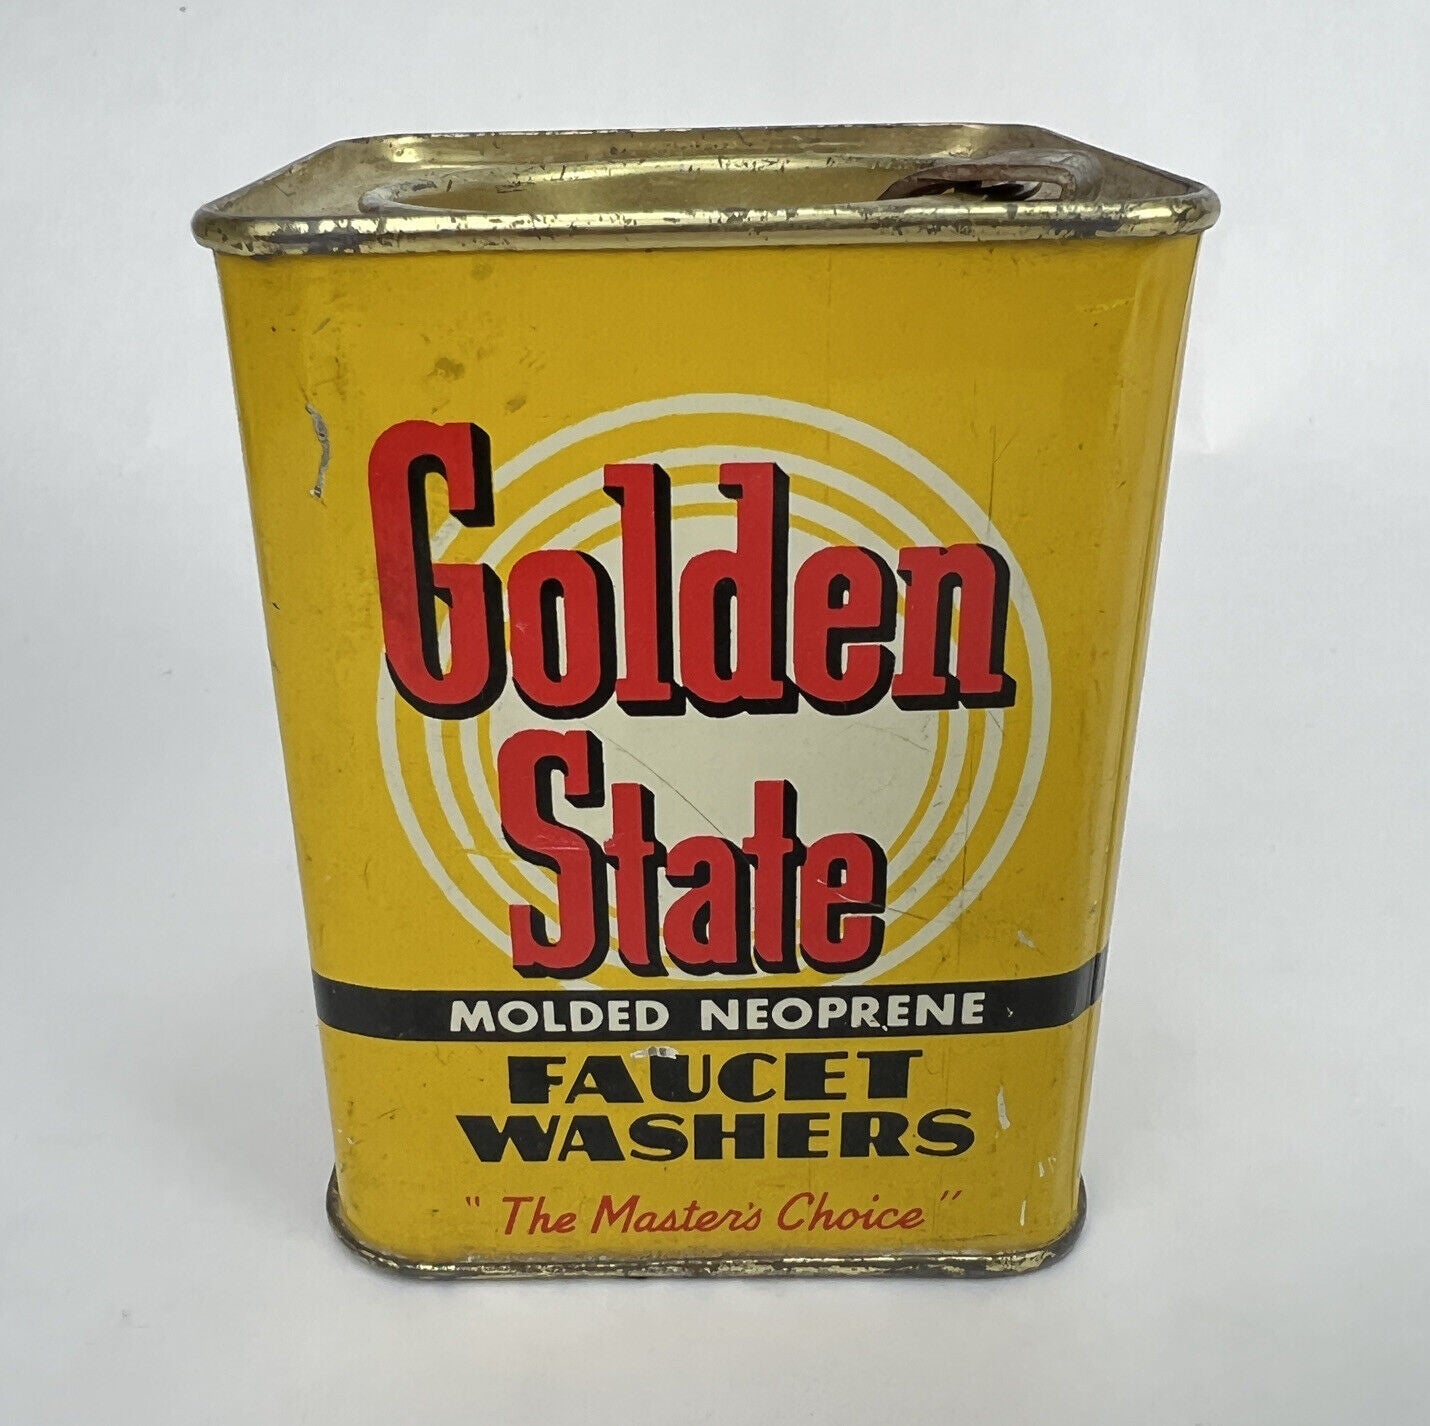 Golden
State
MOLDED NEOPRENE
FAUCET
WASHERS
"The Master's Choice"